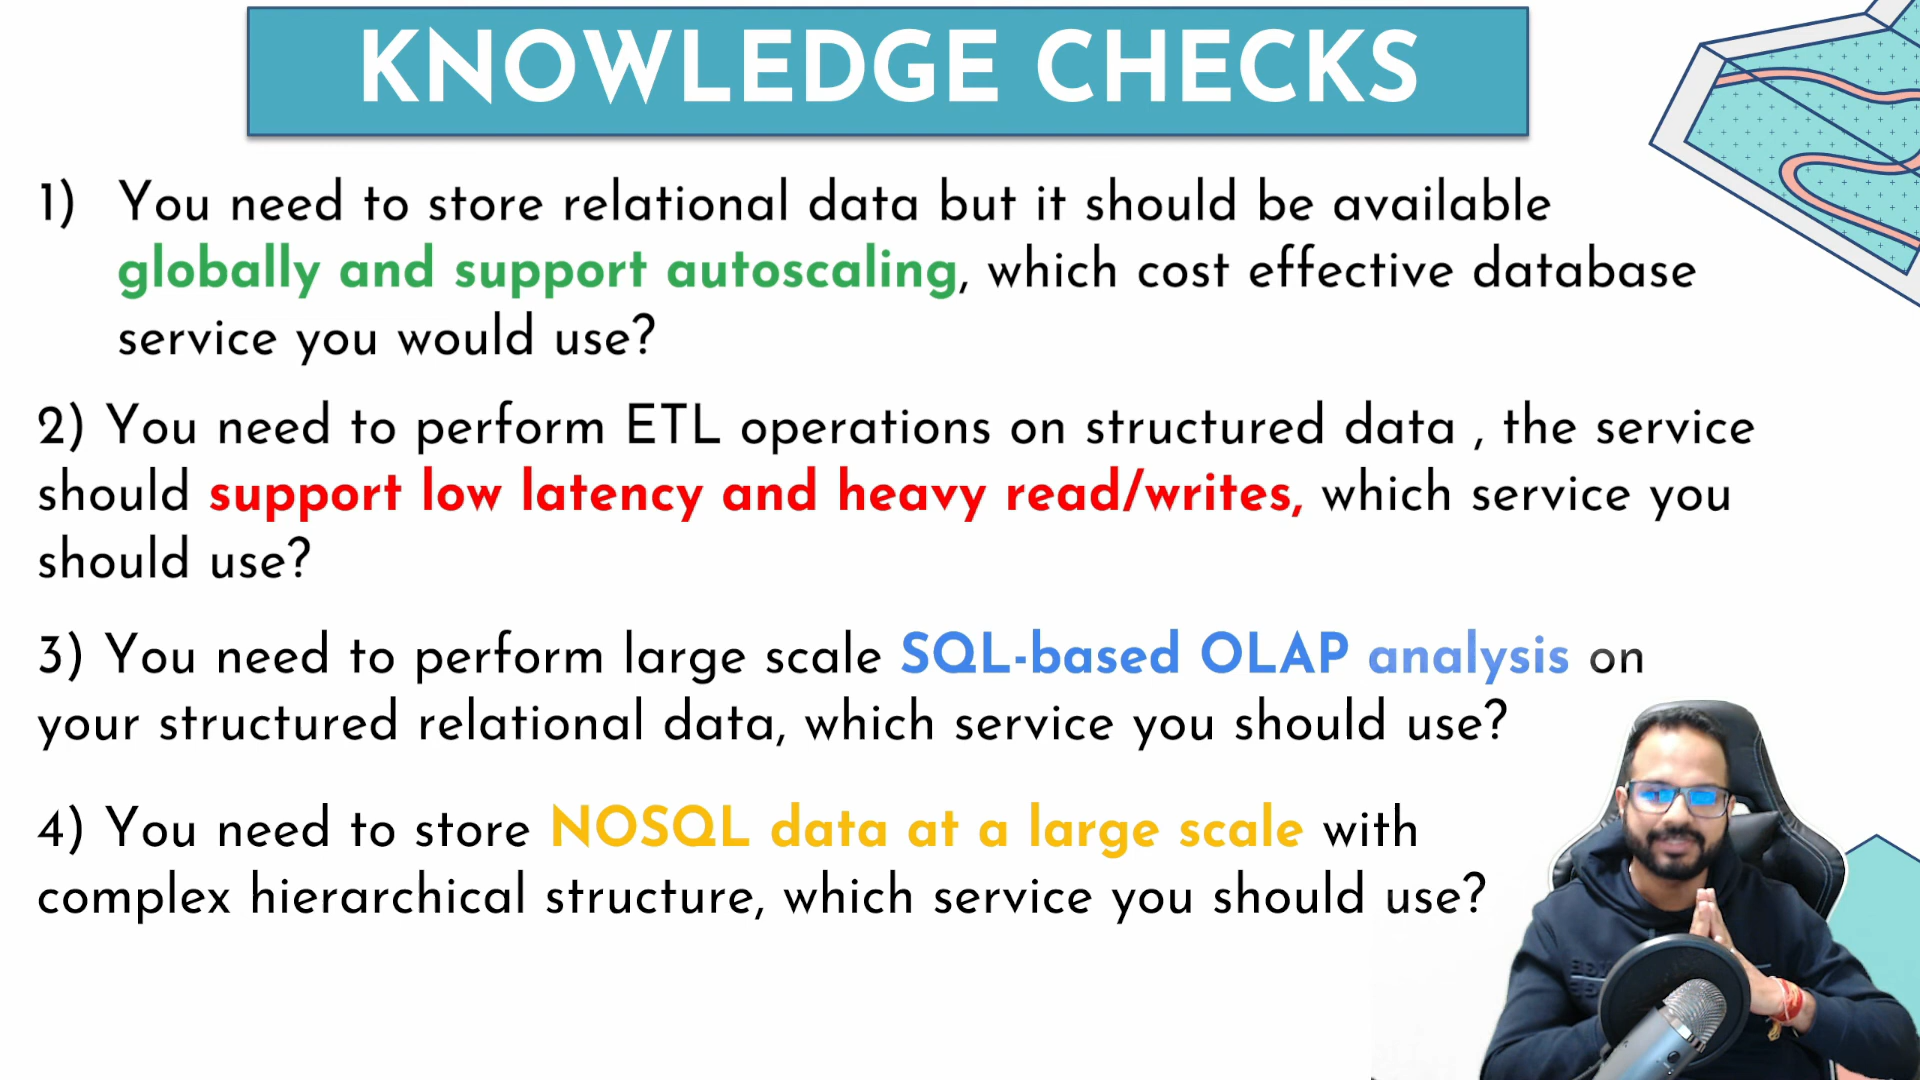 KNOWLEDGE CHECKS
1) You need to store relational data but it should be available
globally and support autoscaling, which cost effective database
service you would use?
2) You need to perform ETL operations on structured data , the service
should support low latency and heavy read/writes, which service you
should use?
3) You need to perform large scale SQL-based OLAP analysis on
your structured relational data, which service you should use?
4) You need to store NOSQL data at a large scale with
complex hierarchical structure, which service you should use?